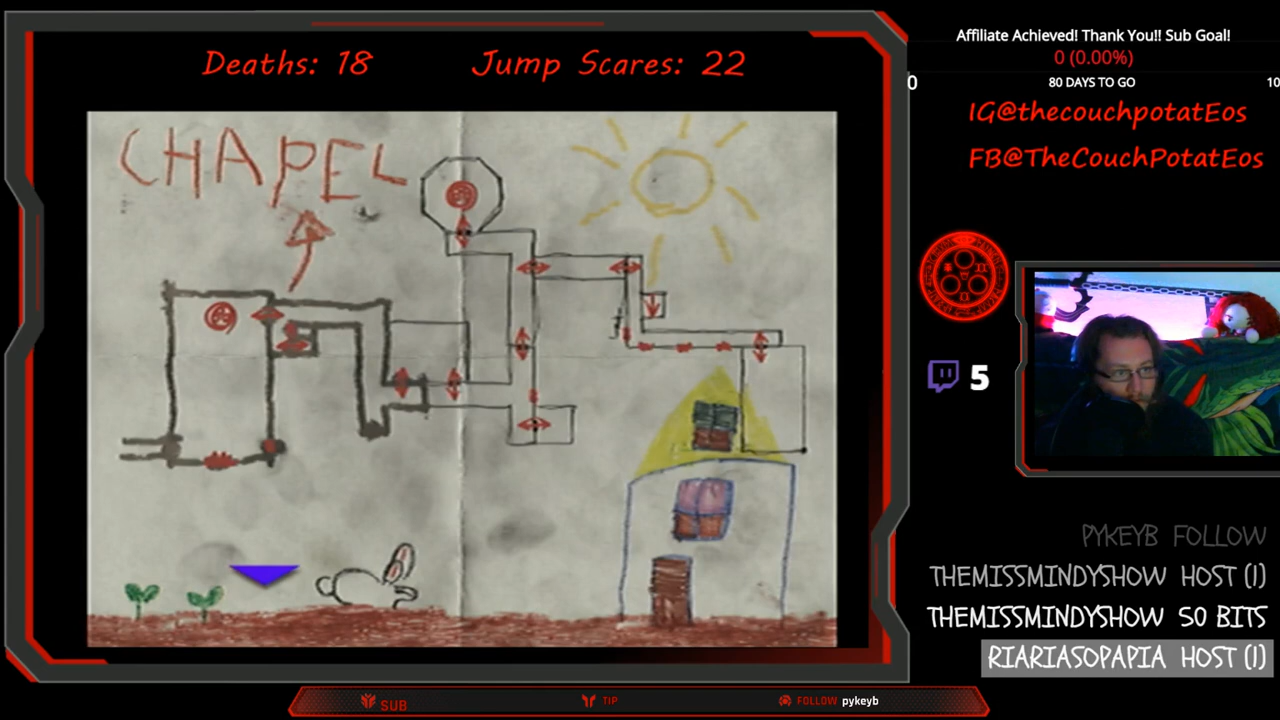 Affiliate Achieved! Thank You!! Sub Goal!
0 (0.00%)
0 80 DAYS TO GO 10
Deaths: 18 Jump Scares: 22
IG@thecouchpotatEos
FB@TheCouchPotatEos
CHAPEL
5
PYKEYB FOLLOW
THEMISSMINDYSHOW HOST (1)
THEMISSMINDYSHOW 50 BITS
RIARIASOPAPIA HOST (1)
SUB TIP FOLLOW pykeyb